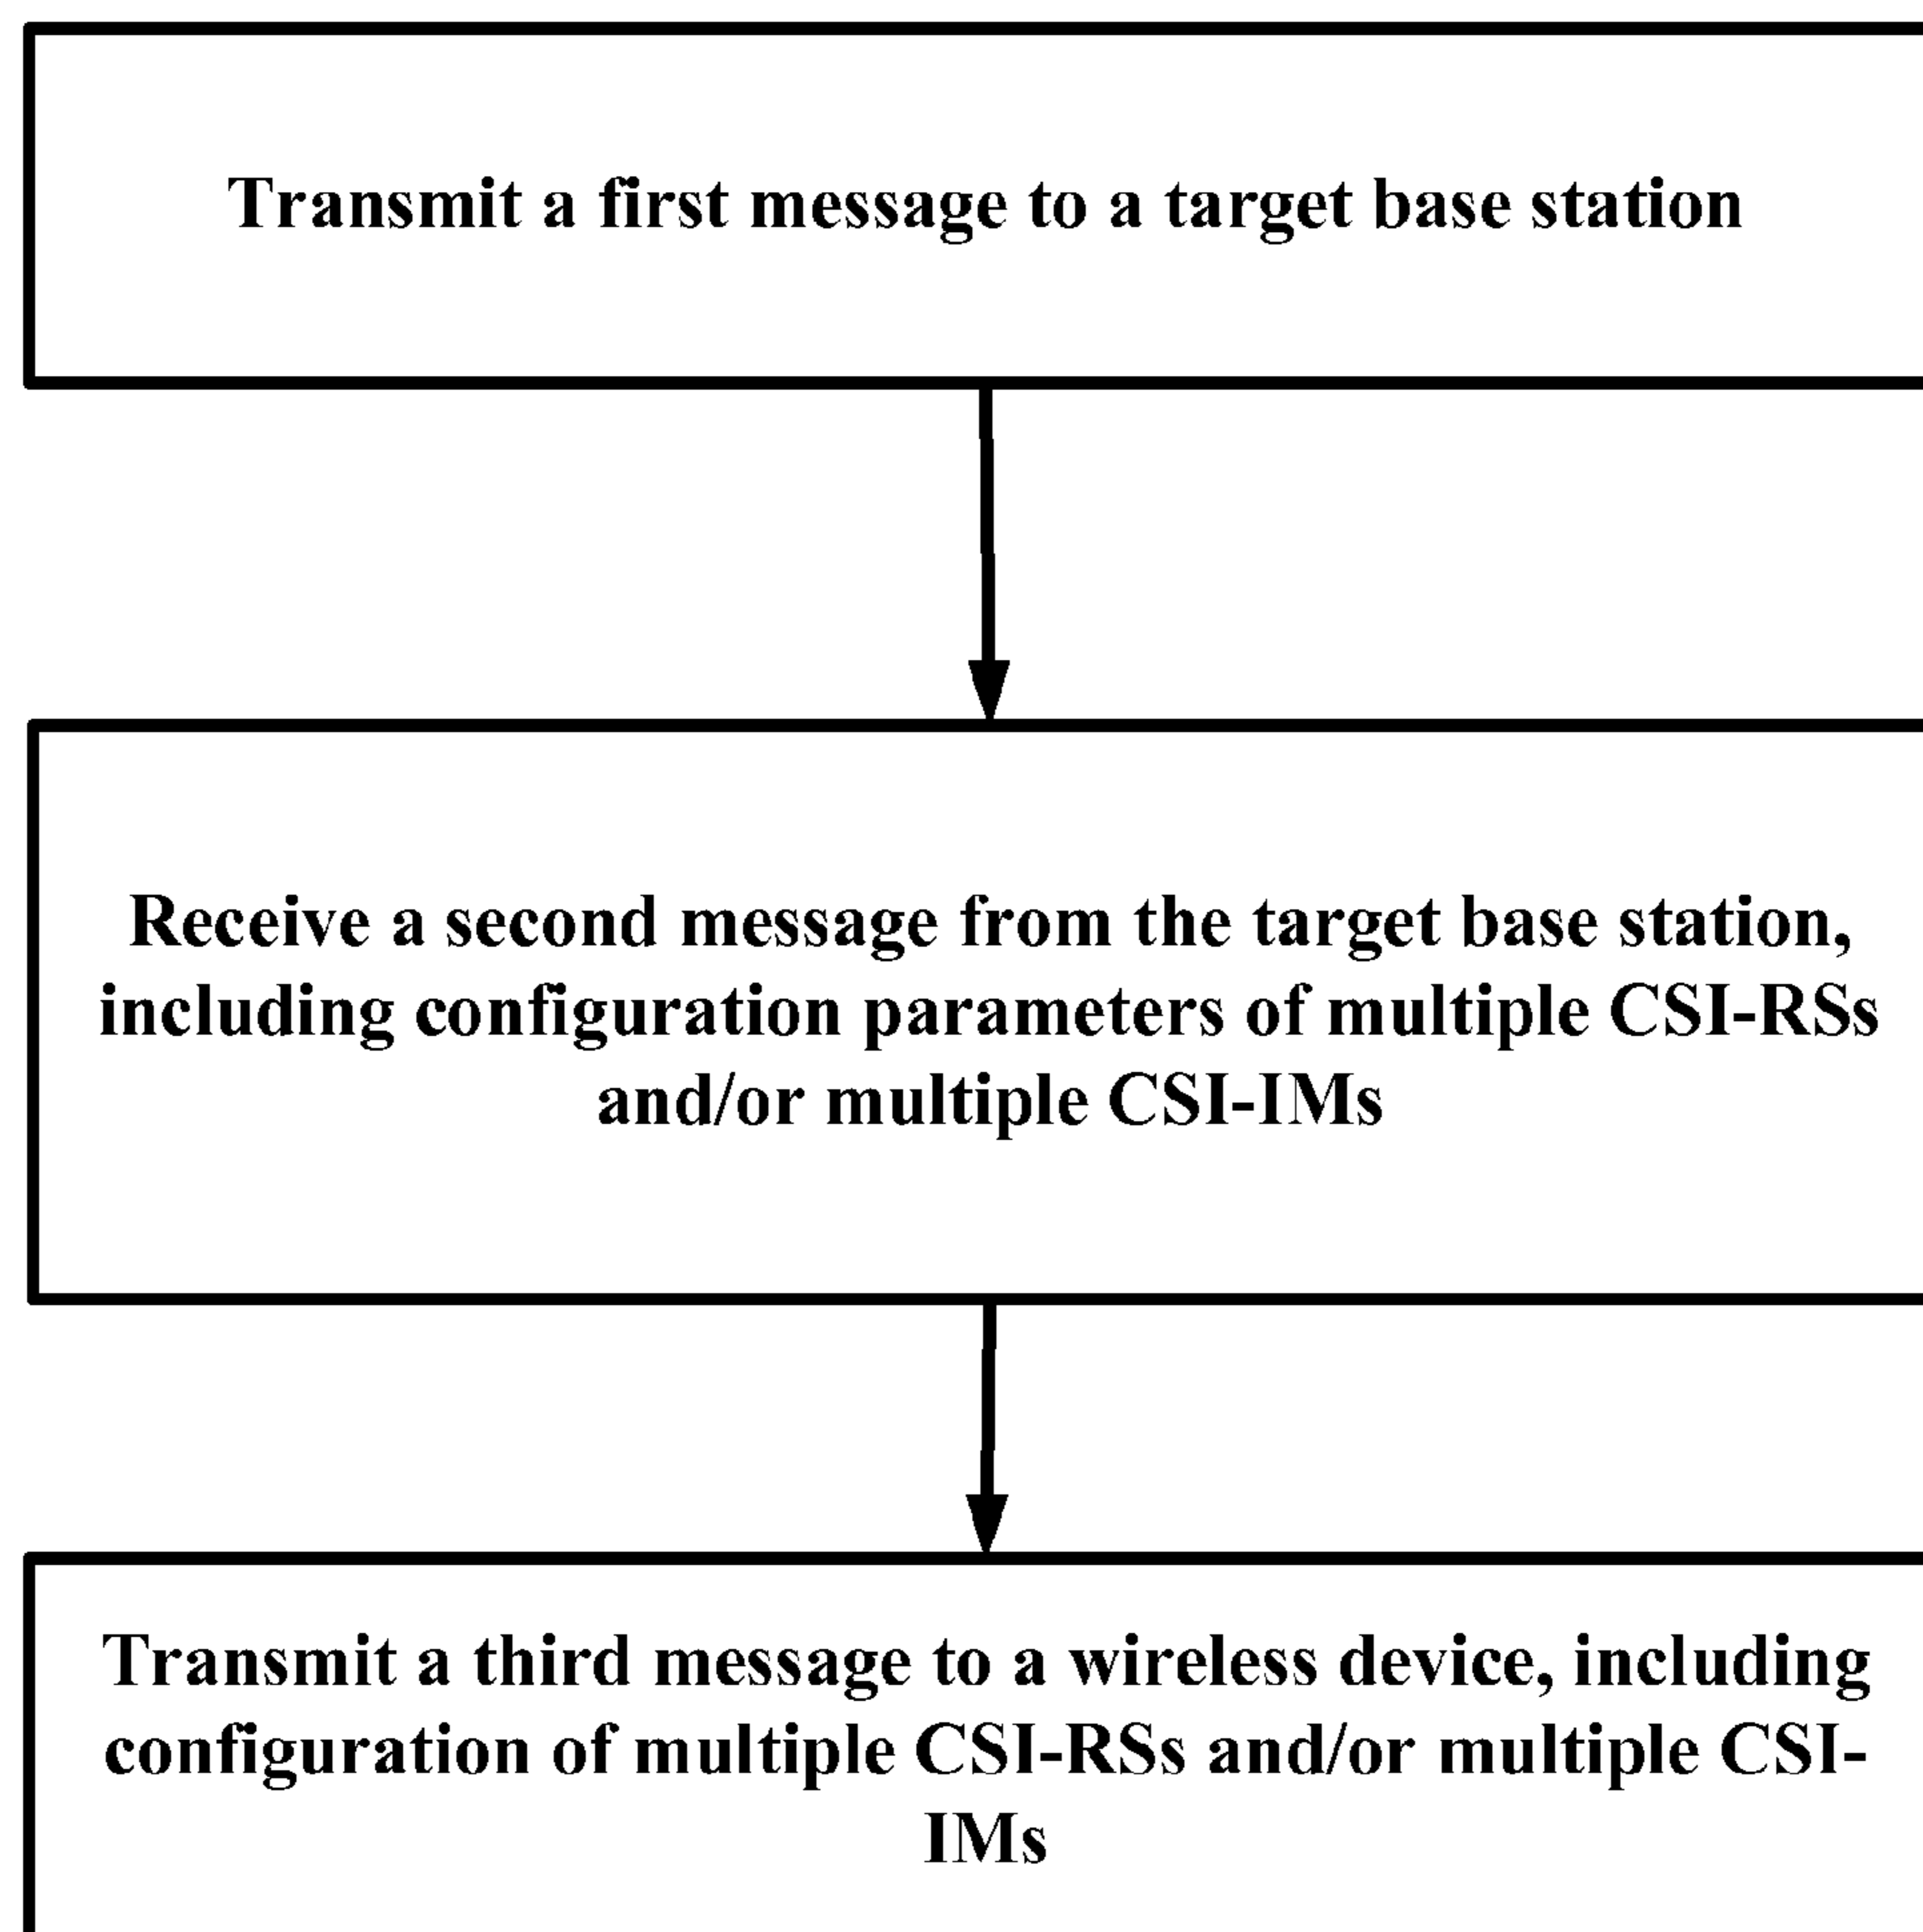 Transmit a first message to a target base station
Receive a second message from the target base station,
including configuration parameters of multiple CSI-RSs
and/or multiple CSI-IMs
Transmit a third message to a wireless device, including
configuration of multiple CSI-RSs and/or multiple CSI-
IMs